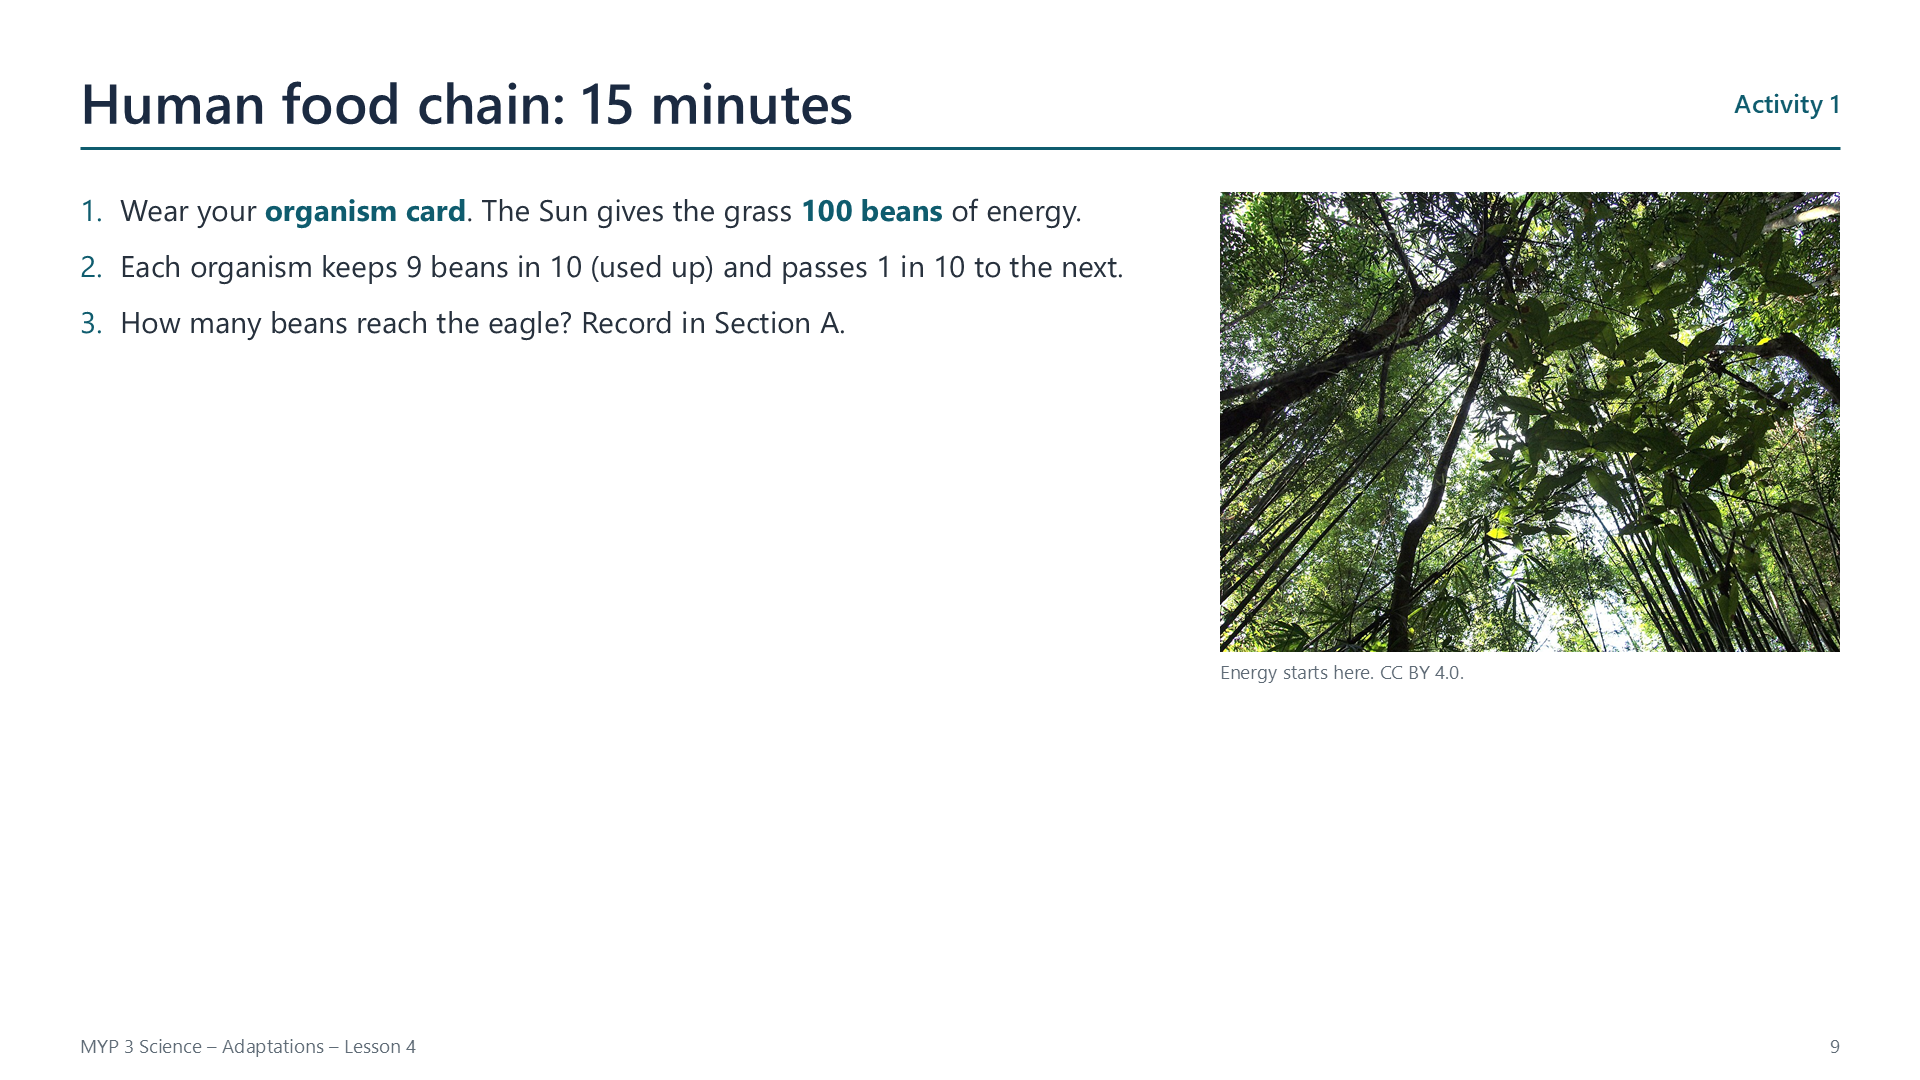 Human food chain: 15 minutes
Activity 1
1. Wear your organism card. The Sun gives the grass 100 beans of energy.
2. Each organism keeps 9 beans in 10 (used up) and passes 1 in 10 to the next.
3. How many beans reach the eagle? Record in Section A.
Energy starts here. CC BY 4.0.
MYP 3 Science – Adaptations – Lesson 4
9